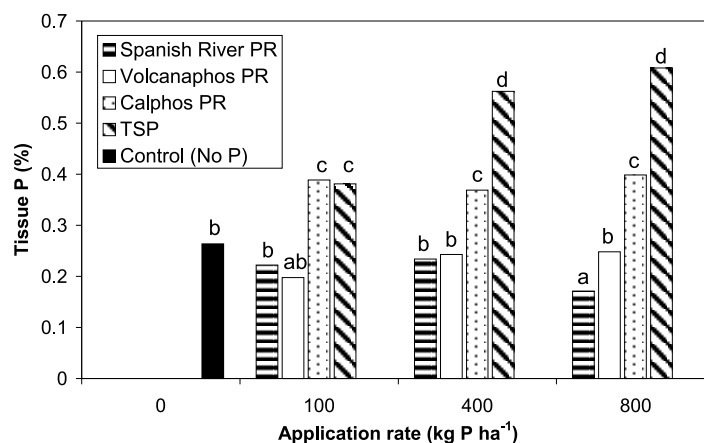 0.7
0.6
0.5
0.4
0.3
0.2
0.1
0
Tissue P (%)
Spanish River PR
Volcanaphos PR
Calphos PR
TSP
Control (No P)
b
b
ab
c
c
b
b
c
d
a
b
c
d
0 100 400 800
Application rate (kg P ha⁻¹)